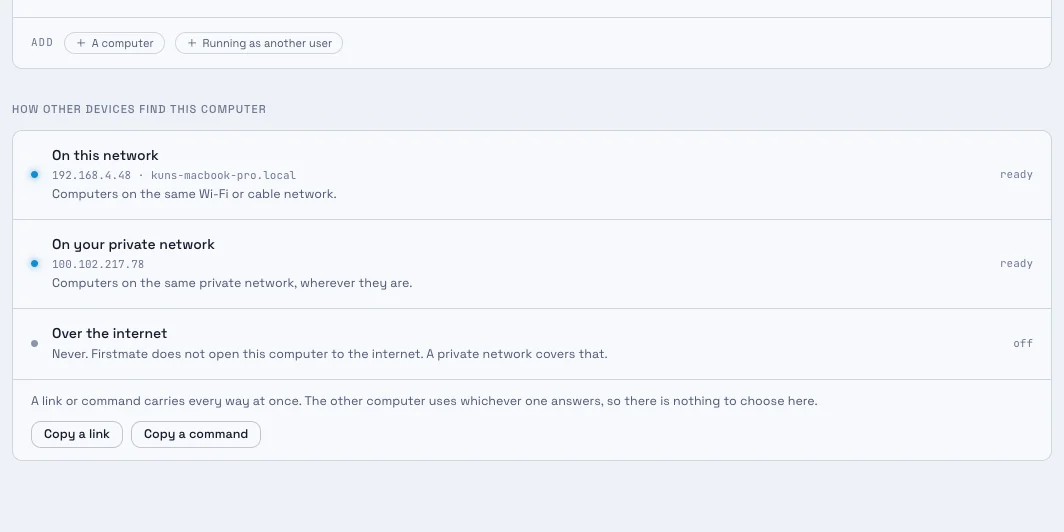 ADD + A computer + Running as another user
HOW OTHER DEVICES FIND THIS COMPUTER
On this network
192.168.4.48 · kuns-macbook-pro.local
ready
Computers on the same Wi-Fi or cable network.
On your private network
100.102.217.78
ready
Computers on the same private network, wherever they are.
Over the internet
Never. Firstmate does not open this computer to the internet. A private network covers that.
off
A link or command carries every way at once. The other computer uses whichever one answers, so there is nothing to choose here.
Copy a link Copy a command